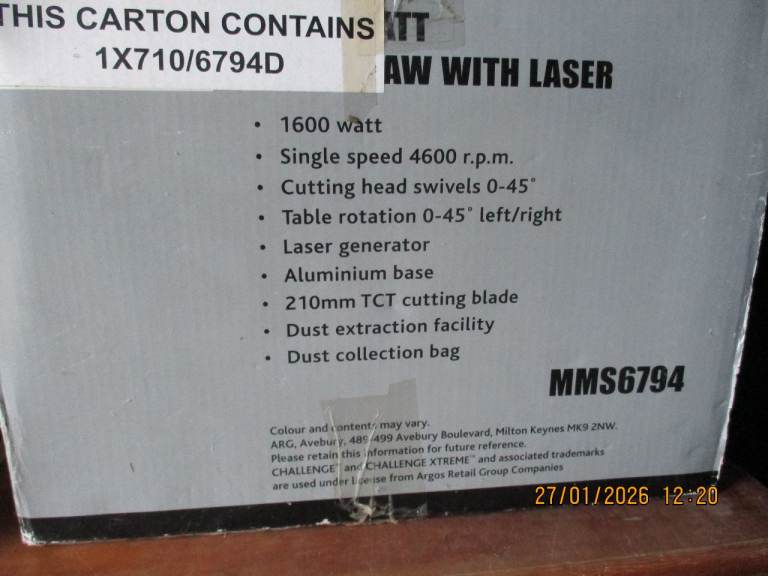 THIS CARTON CONTAINS
1X710/6794D
ATT
AW WITH LASER
• 1600 watt
• Single speed 4600 r.p.m.
• Cutting head swivels 0-45°
• Table rotation 0-45° left/right
• Laser generator
• Aluminium base
• 210mm TCT cutting blade
• Dust extraction facility
• Dust collection bag
MMS6794
Colour and contents may vary.
ARG, Avebury, 489-499 Avebury Boulevard, Milton Keynes MK9 2NW.
Please retain this information for future reference.
CHALLENGE™ and CHALLENGE XTREME™ and associated trademarks
are used under license from Argos Retail Group Companies
27/01/2026 12:20